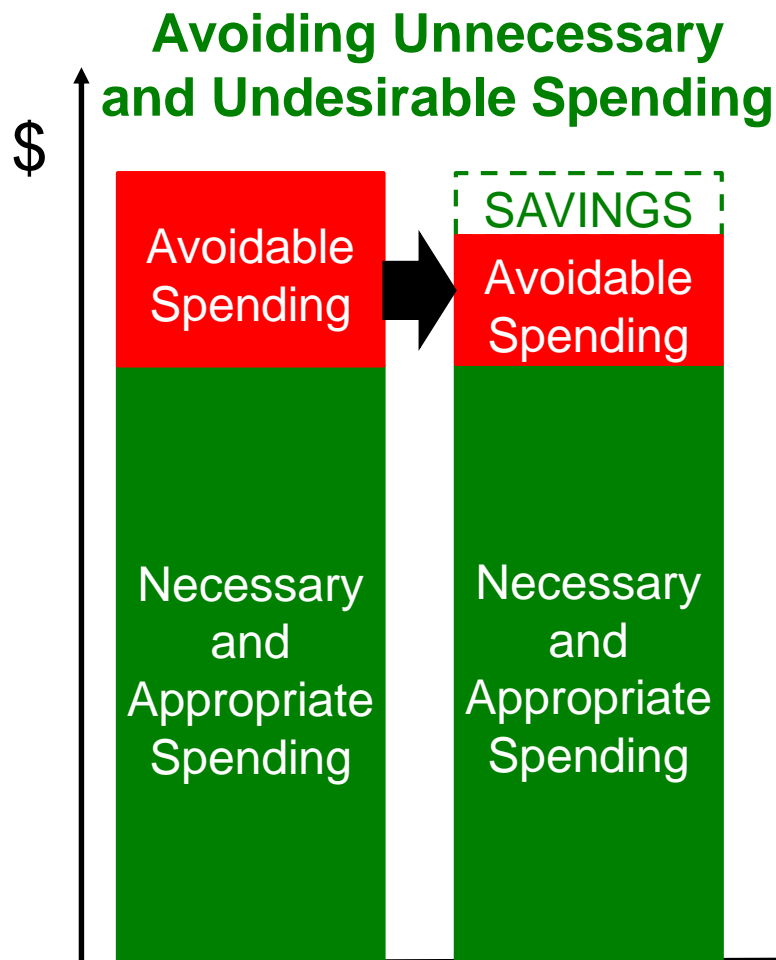 Avoiding Unnecessary
and Undesirable Spending
$
Avoidable
Spending
Necessary
and
Appropriate
Spending
SAVINGS
Avoidable
Spending
Necessary
and
Appropriate
Spending